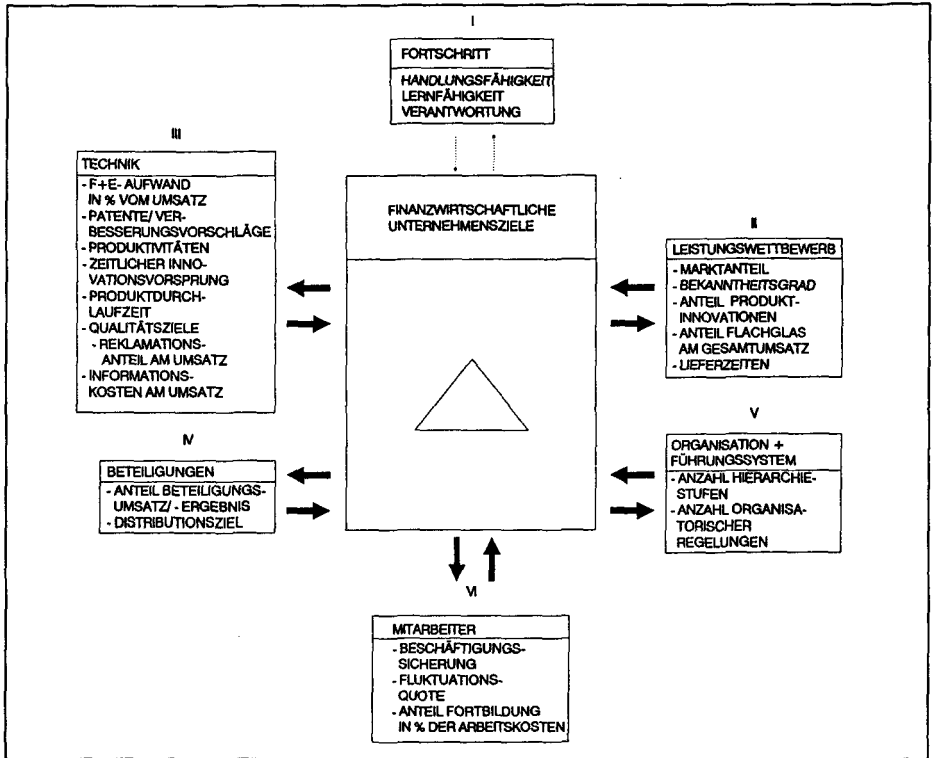 I
FORTSCHRITT
HANDLUNGSFÄHIGKEIT
LERNFÄHIGKEIT
VERANTWORTUNG
III
TECHNIK
- F+E- AUFWAND
IN % VOM UMSATZ
- PATENTE/ VER-
BESSERUNGSVORSCHLÄGE
- PRODUKTIVITÄTEN
- ZEITLICHER INNO-
VATIONSVORSPRUNG
- PRODUKTDURCH-
LAUFZEIT
- QUALITÄTSZIELE
- REKLAMATIONS-
ANTEIL AM UMSATZ
- INFORMATIONS-
KOSTEN AM UMSATZ
FINANZWIRTSCHAFTLICHE
UNTERNEHMENSZIELE
II
LEISTUNGSWETTBEWERB
- MARKTANTEIL
- BEKANNTHEITSGRAD
- ANTEIL PRODUKT-
INNOVATIONEN
- ANTEIL FLACHGLAS
AM GESAMTUMSATZ
- LIEFERZEITEN
IV
BETEILIGUNGEN
- ANTEIL BETEILIGUNGS-
UMSATZ/ - ERGEBNIS
- DISTRIBUTIONSZIEL
V
ORGANISATION +
FÜHRUNGSSYSTEM
- ANZAHL HIERARCHIE-
STUFEN
- ANZAHL ORGANISA-
TORISCHER
REGELUNGEN
VI
MITARBEITER
- BESCHÄFTIGUNGS-
SICHERUNG
- FLUKTUATIONS-
QUOTE
- ANTEIL FORTBILDUNG
IN % DER ARBEITSKOSTEN